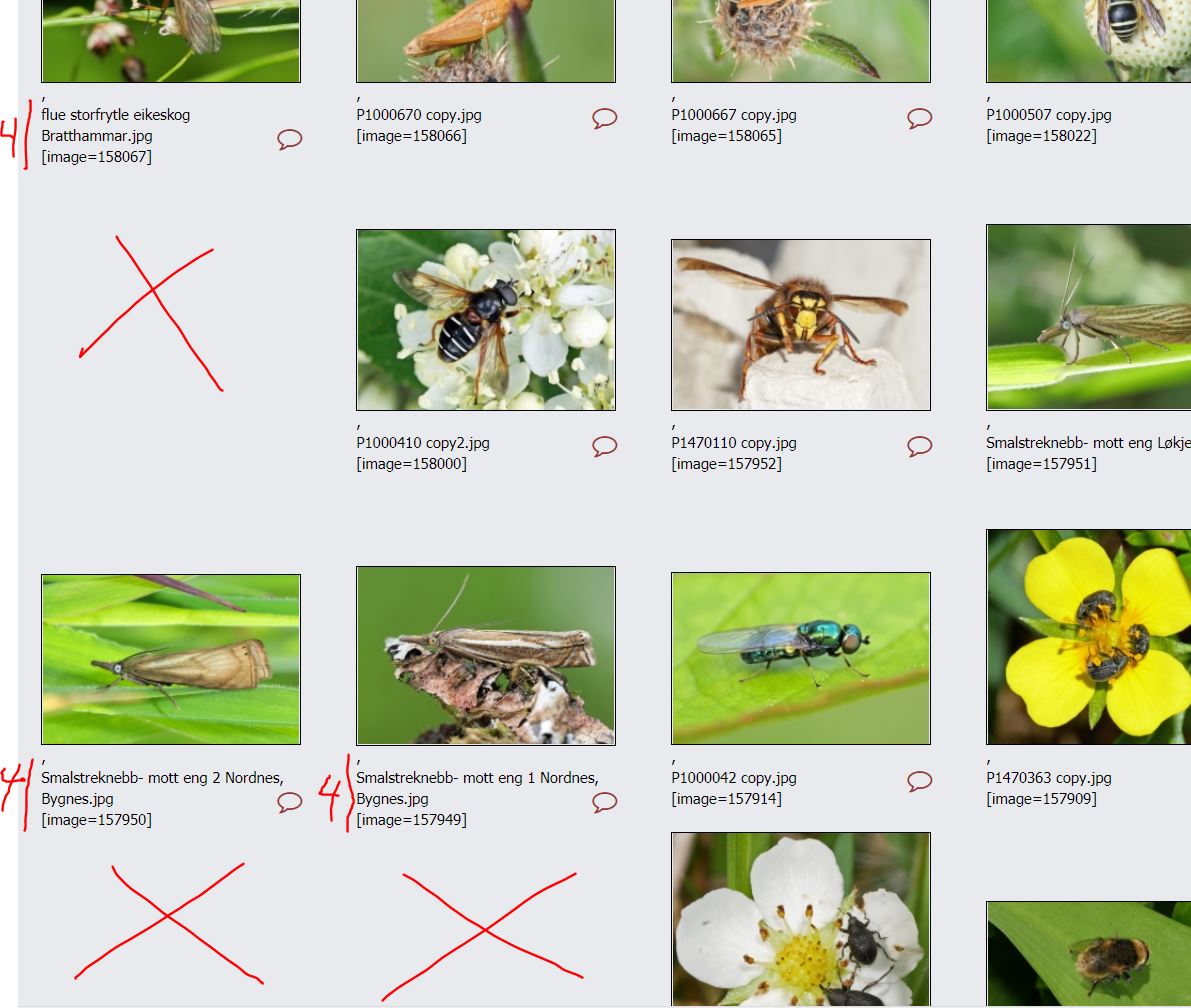 ,
flue storfrytle eikeskog
Bratthammar.jpg
[image=158067]
4
,
P1000670 copy.jpg
[image=158066]
,
P1000667 copy.jpg
[image=158065]
,
P1000507 copy.jpg
[image=158022]
,
P1000410 copy2.jpg
[image=158000]
,
P1470110 copy.jpg
[image=157952]
,
Smalstreknebb- mott eng Løkje
[image=157951]
,
Smalstreknebb- mott eng 2 Nordnes,
Bygnes.jpg
[image=157950]
4
,
Smalstreknebb- mott eng 1 Nordnes,
Bygnes.jpg
[image=157949]
4
,
P1000042 copy.jpg
[image=157914]
,
P1470363 copy.jpg
[image=157909]